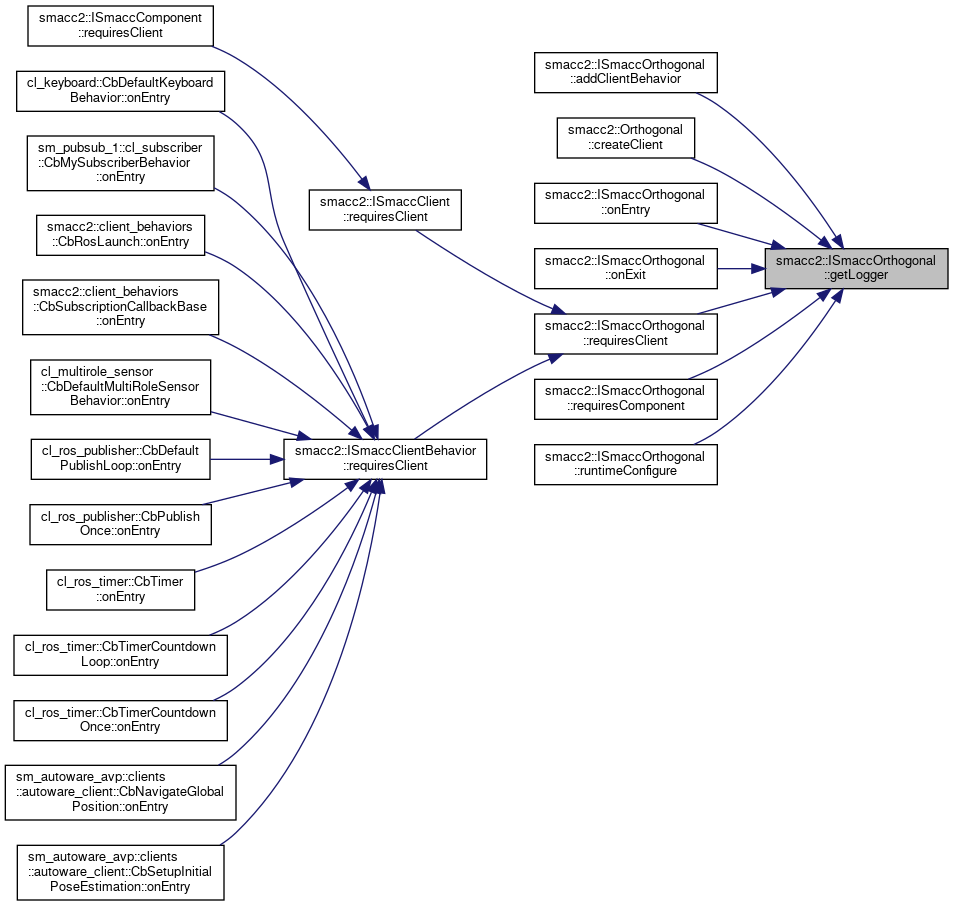 smacc2::ISmaccComponent
::requiresClient
cl_keyboard::CbDefaultKeyboard
Behavior::onEntry
sm_pubsub_1::cl_subscriber
::CbMySubscriberBehavior
::onEntry
smacc2::client_behaviors
::CbRosLaunch::onEntry
smacc2::client_behaviors
::CbSubscriptionCallbackBase
::onEntry
cl_multirole_sensor
::CbDefaultMultiRoleSensor
Behavior::onEntry
cl_ros_publisher::CbDefault
PublishLoop::onEntry
cl_ros_publisher::CbPublish
Once::onEntry
cl_ros_timer::CbTimer
::onEntry
cl_ros_timer::CbTimerCountdown
Loop::onEntry
cl_ros_timer::CbTimerCountdown
Once::onEntry
sm_autoware_avp::clients
::autoware_client::CbNavigateGlobal
Position::onEntry
sm_autoware_avp::clients
::autoware_client::CbSetupInitial
PoseEstimation::onEntry
smacc2::ISmaccClient
::requiresClient
smacc2::ISmaccClientBehavior
::requiresClient
smacc2::ISmaccOrthogonal
::addClientBehavior
smacc2::Orthogonal
::createClient
smacc2::ISmaccOrthogonal
::onEntry
smacc2::ISmaccOrthogonal
::onExit
smacc2::ISmaccOrthogonal
::requiresClient
smacc2::ISmaccOrthogonal
::requiresComponent
smacc2::ISmaccOrthogonal
::runtimeConfigure
smacc2::ISmaccOrthogonal
::getLogger